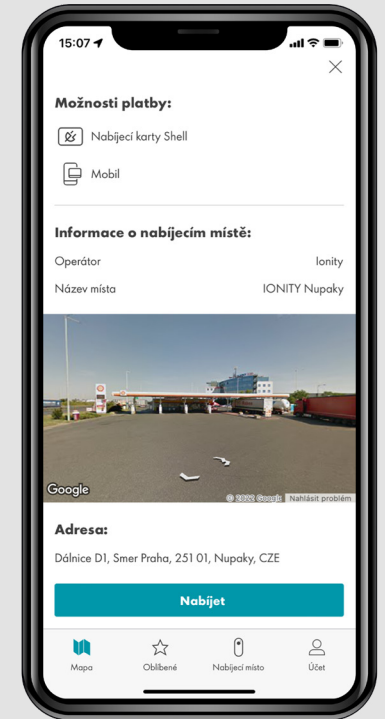 15:07
Možnosti platby:
Nabíjecí karty Shell
Mobil
Informace o nabíjecím místě:
Operátor Ionity
Název místa IONITY Nupaky
Google
© 2022 Google Nahlásit problém
Adresa:
Dálnice D1, Smer Praha, 251 01, Nupaky, CZE
Nabíjet
Mapa Oblíbené Nabíjecí místo Účet